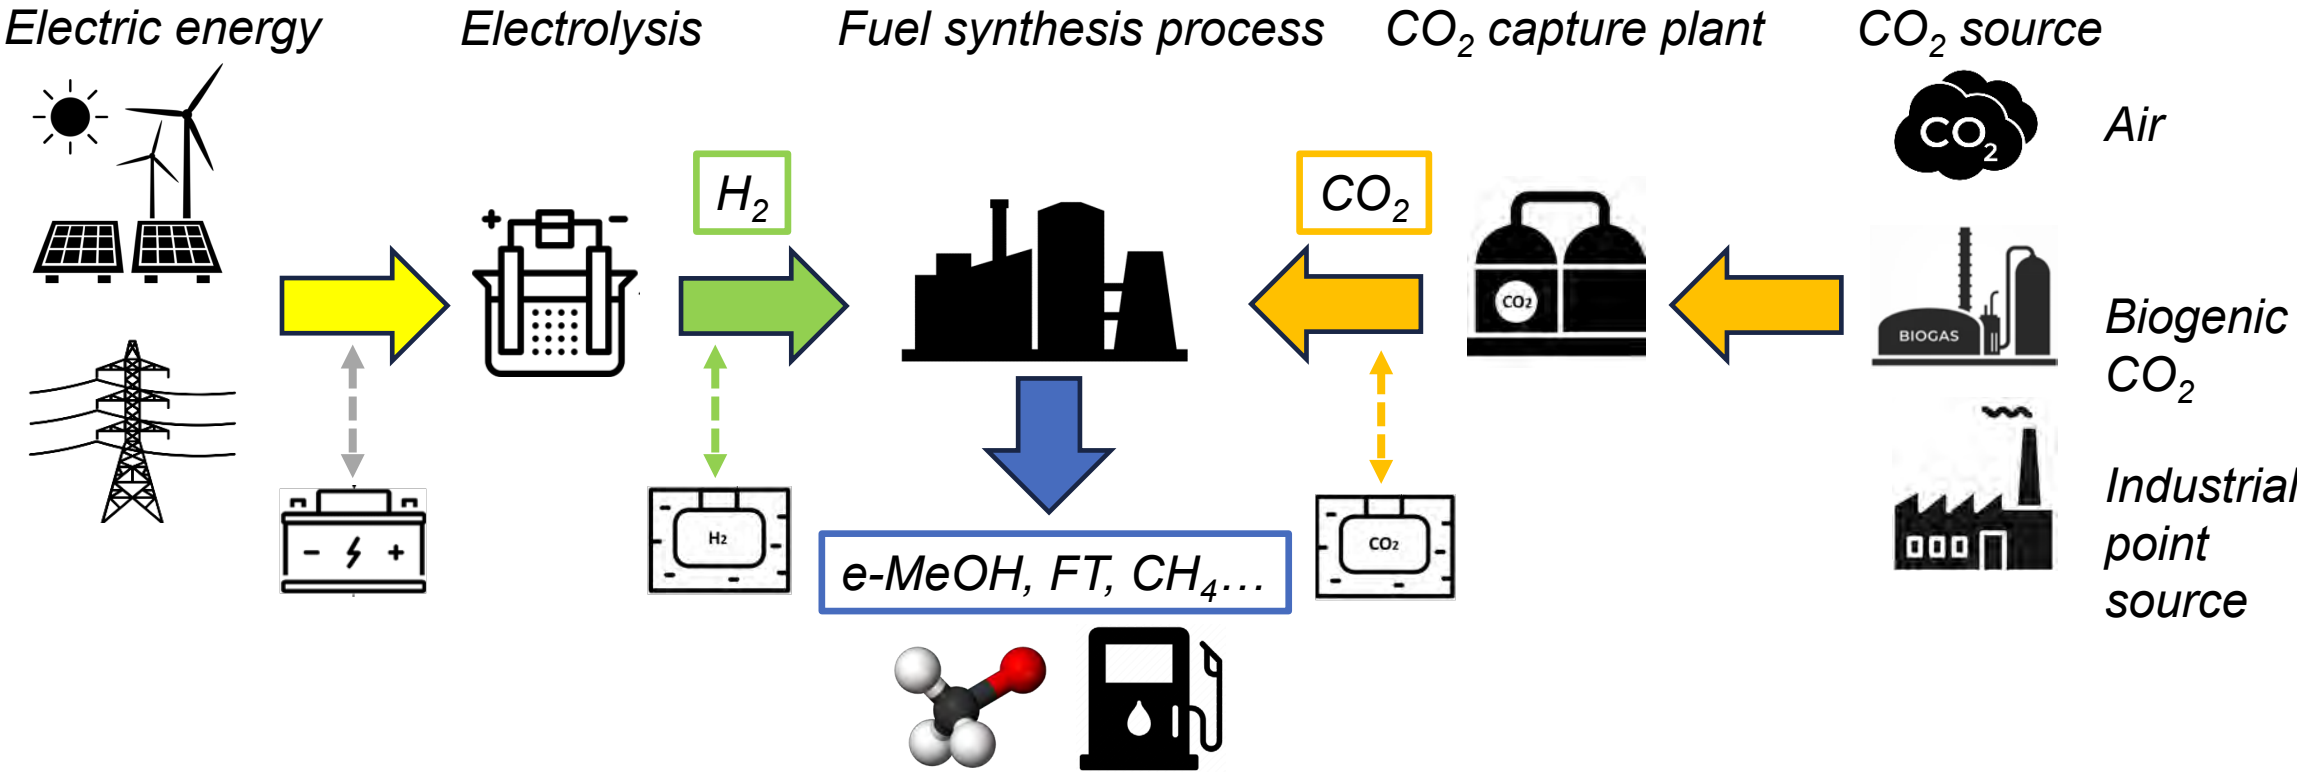 Electric energy
Electrolysis
Fuel synthesis process
CO₂ capture plant
CO₂ source
CO₂
Air
H₂
CO₂
+ −
CO₂
BIOGAS
Biogenic
CO₂
Industrial
point
source
− +
H₂
CO₂
e-MeOH, FT, CH₄…